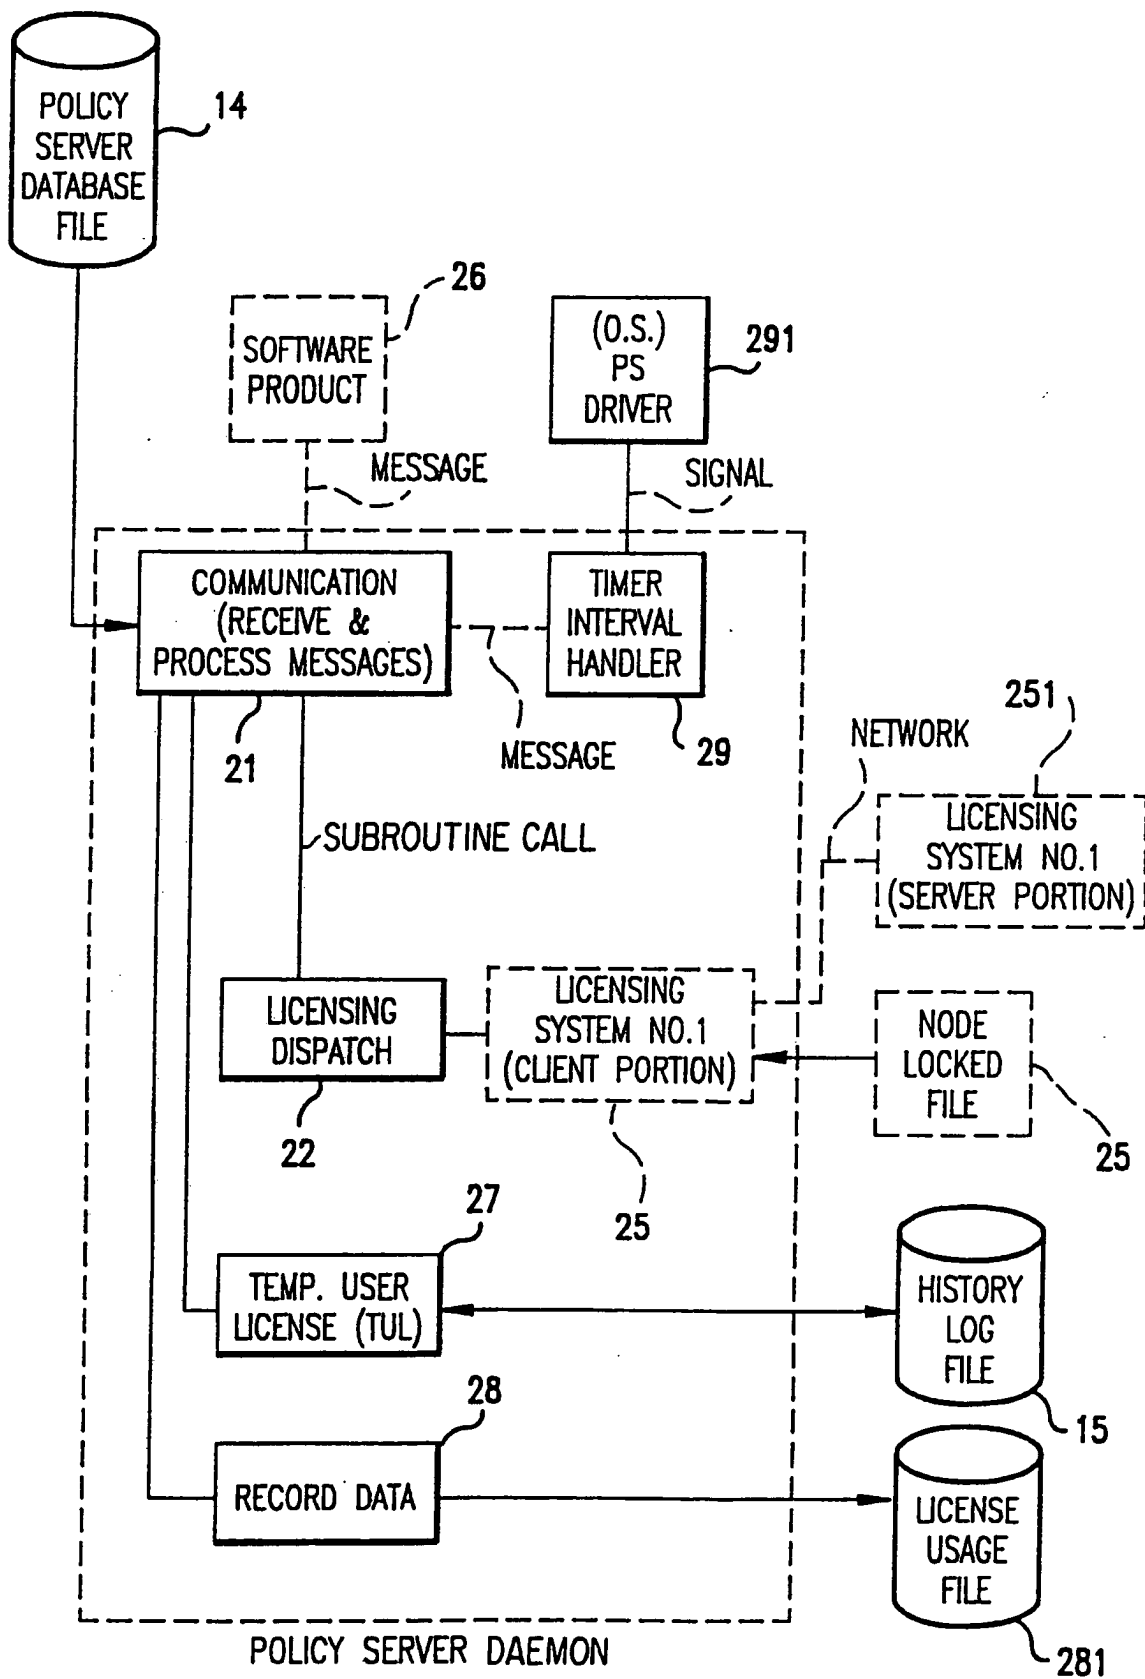 POLICY
SERVER
DATABASE
FILE
14
SOFTWARE
PRODUCT
26
(O.S.)
PS
DRIVER
291
MESSAGE
SIGNAL
COMMUNICATION
(RECEIVE &
PROCESS MESSAGES)
21
TIMER
INTERVAL
HANDLER
29
MESSAGE
SUBROUTINE CALL
NETWORK
251
LICENSING
SYSTEM NO.1
(SERVER PORTION)
LICENSING
DISPATCH
22
LICENSING
SYSTEM NO.1
(CLIENT PORTION)
25
NODE
LOCKED
FILE
25
27
TEMP. USER
LICENSE (TUL)
HISTORY
LOG
FILE
15
28
RECORD DATA
LICENSE
USAGE
FILE
281
POLICY SERVER DAEMON